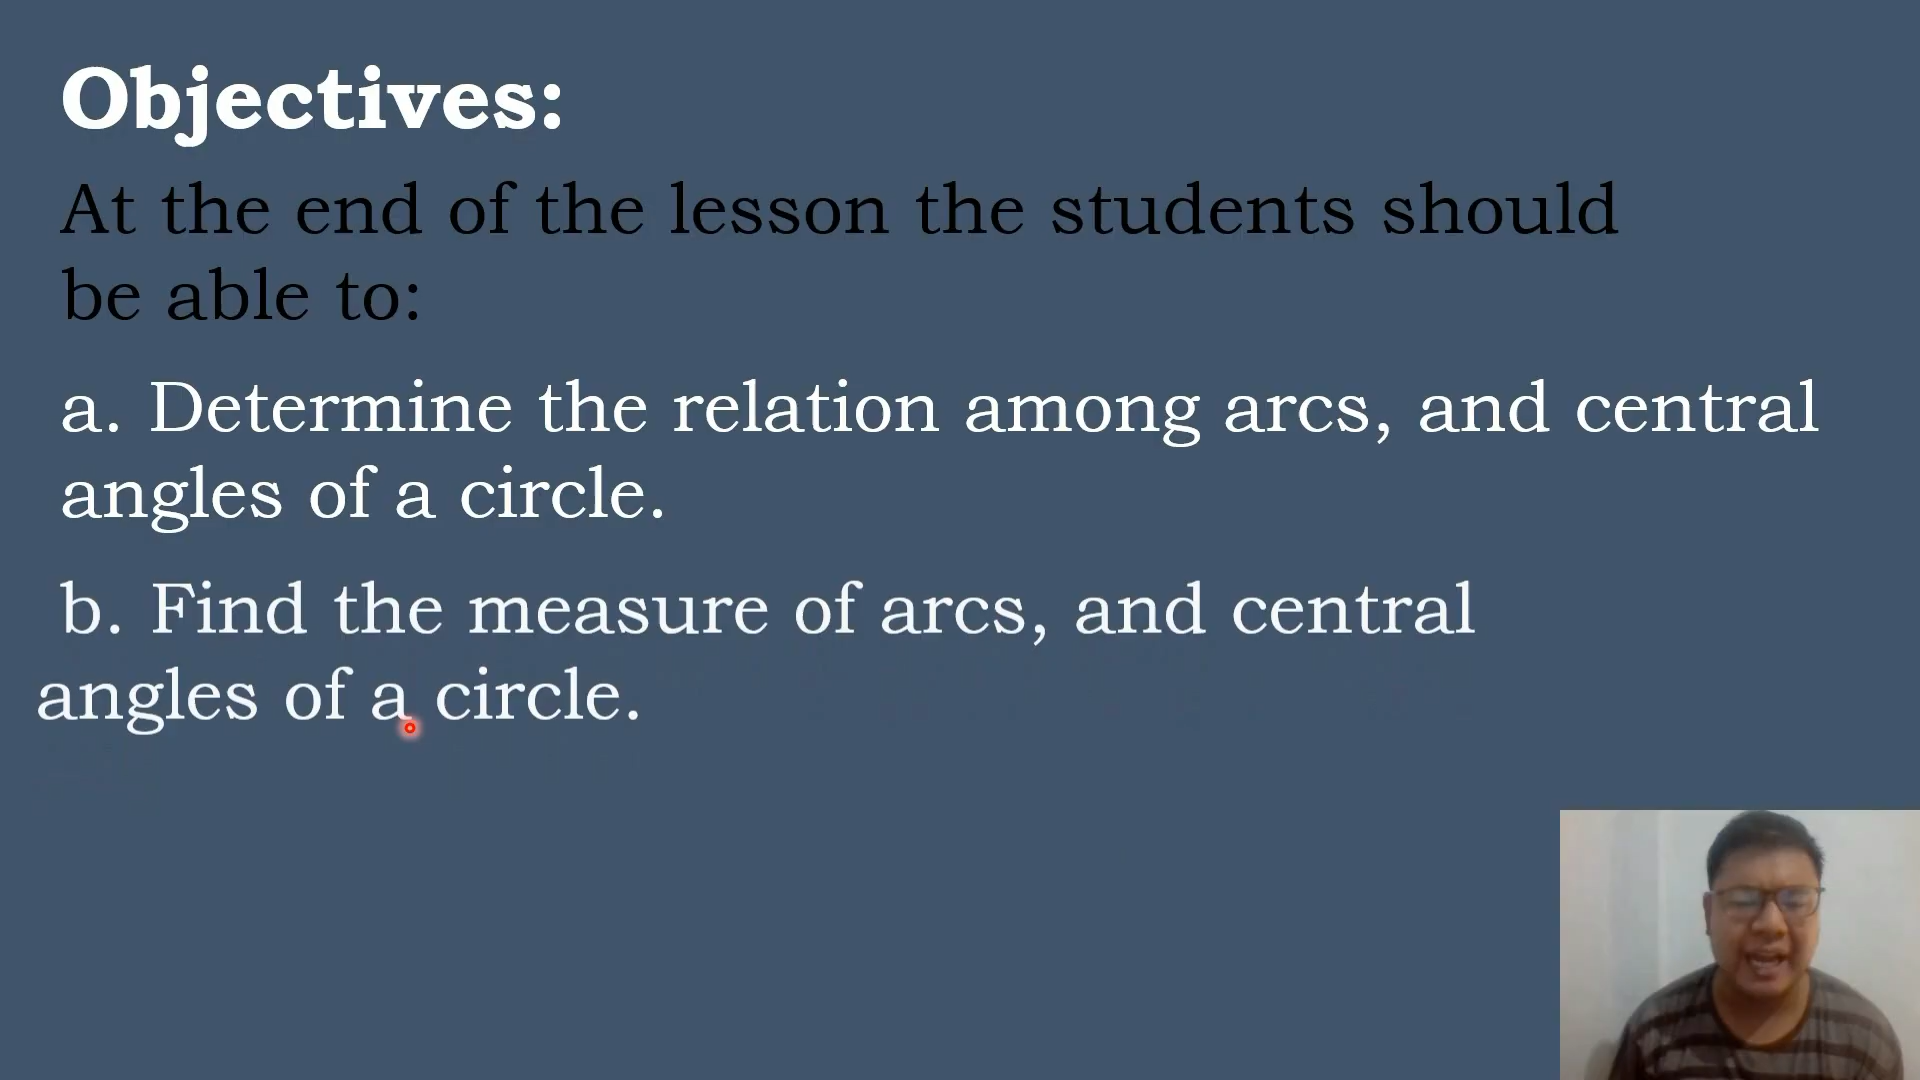 Objectives:
At the end of the lesson the students should
be able to:
a. Determine the relation among arcs, and central
angles of a circle.
b. Find the measure of arcs, and central
angles of a circle.